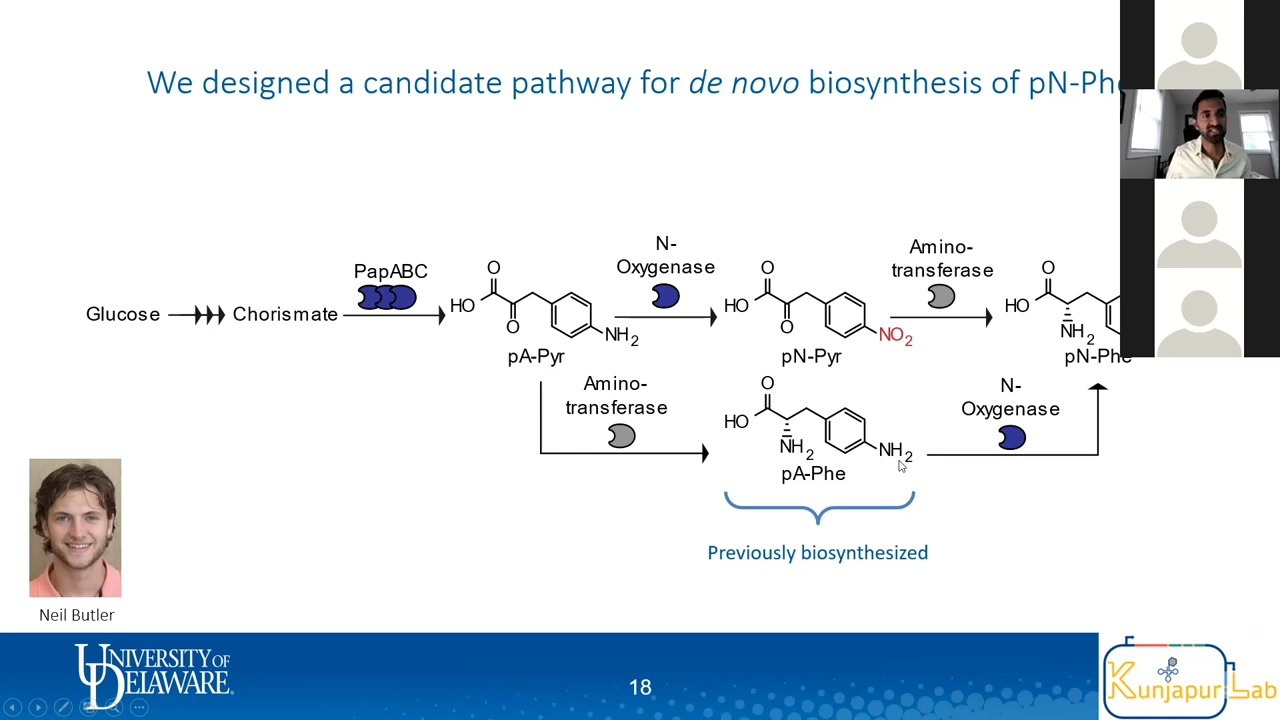 We designed a candidate pathway for de novo biosynthesis of pN-Phe
N-
Oxygenase
Amino-
transferase
PapABC
Glucose
Chorismate
HO
O
O
NH2
pA-Pyr
HO
O
O
NO2
pN-Pyr
HO
O
NH2
pN-Phe
Amino-
transferase
HO
O
NH2
NH2
pA-Phe
N-
Oxygenase
Previously biosynthesized
Neil Butler
UNIVERSITY OF
DELAWARE
18
Kunjapur Lab